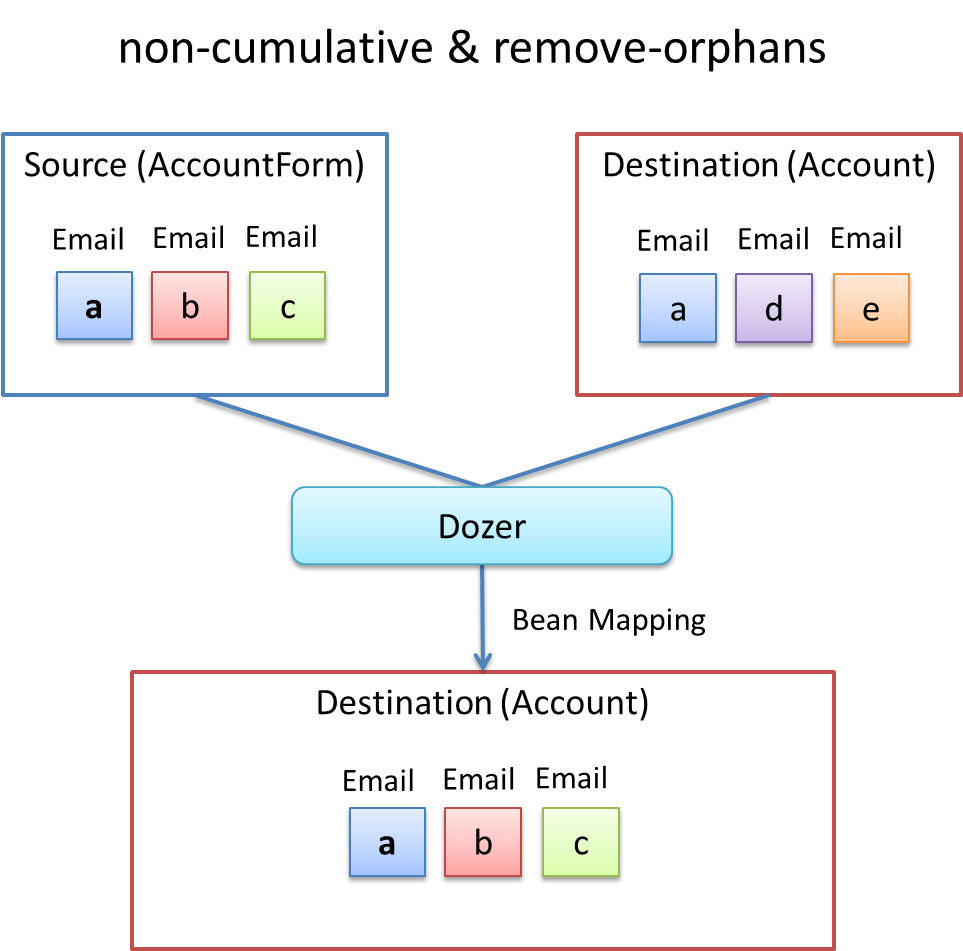 non-cumulative & remove-orphans
Source (AccountForm)
Email Email Email
a b c
Destination (Account)
Email Email Email
a d e
Dozer
Bean Mapping
Destination (Account)
Email Email Email
a b c